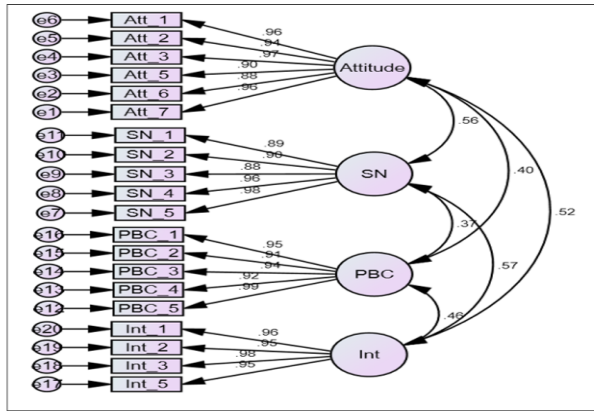 e6 Att_1 .96
e5 Att_2 .94
e4 Att_3 .97
e3 Att_5 .90
e2 Att_6 .88
e1 Att_7 .96
Attitude
e11 SN_1 .89
e10 SN_2 .90
e9 SN_3 .88
e8 SN_4 .96
e7 SN_5 .98
SN
e16 PBC_1 .95
e15 PBC_2 .91
e14 PBC_3 .94
e13 PBC_4 .92
e12 PBC_5 .99
PBC
e20 Int_1 .96
e19 Int_2 .95
e18 Int_3 .98
e17 Int_5 .95
Int
.56
.40
.52
.37
.57
.46